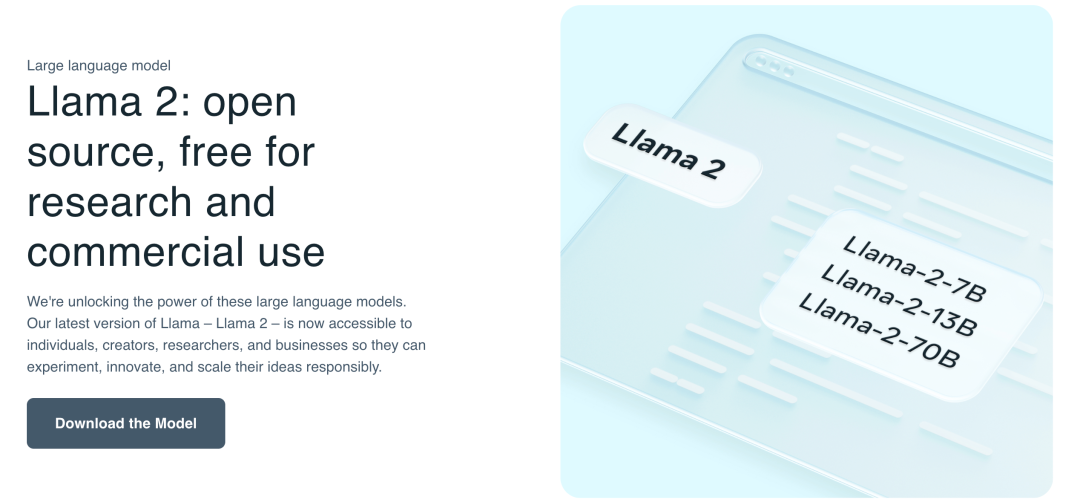 Large language model
Llama 2: open
source, free for
research and
commercial use
We're unlocking the power of these large language models.
Our latest version of Llama – Llama 2 – is now accessible to
individuals, creators, researchers, and businesses so they can
experiment, innovate, and scale their ideas responsibly.
Download the Model
Llama 2
Llama-2-7B
Llama-2-13B
Llama-2-70B